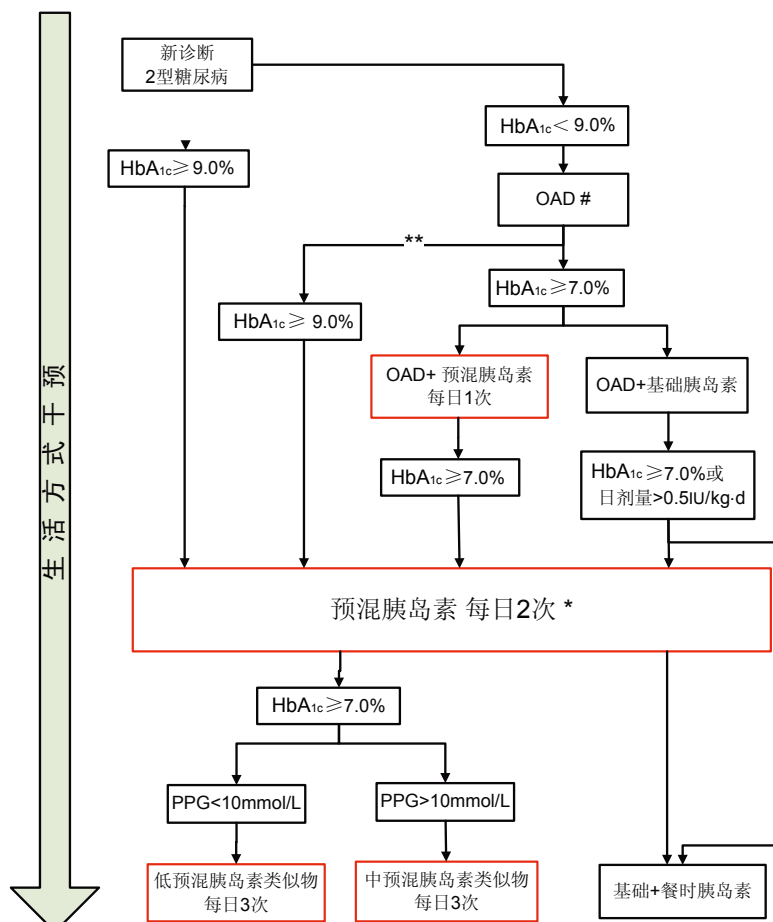 新诊断
2型糖尿病
HbA1c＜9.0%
HbA1c≥9.0%
OAD #
**
HbA1c≥7.0%
HbA1c≥ 9.0%
OAD+ 预混胰岛素
每日1次
OAD+基础胰岛素
HbA1c≥7.0%
HbA1c≥7.0%或
日剂量>0.5IU/kg·d
预混胰岛素 每日2次 *
HbA1c≥7.0%
PPG<10mmol/L
PPG>10mmol/L
低预混胰岛素类似物
每日3次
中预混胰岛素类似物
每日3次
基础+餐时胰岛素
生活方式干预